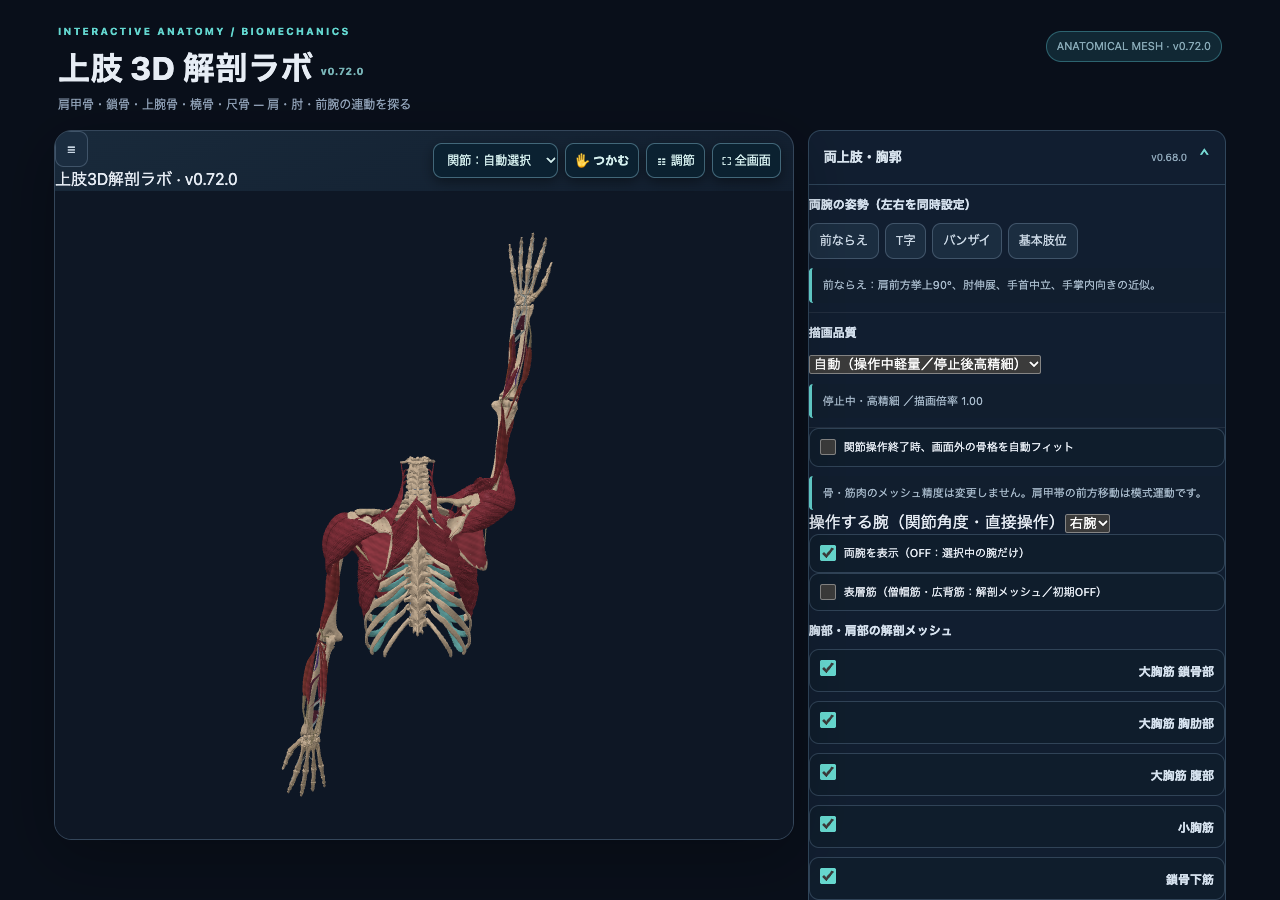 INTERACTIVE ANATOMY / BIOMECHANICS
上肢 3D 解剖ラボ v0.72.0
肩甲骨・鎖骨・上腕骨・橈骨・尺骨 — 肩・肘・前腕の連動を探る
ANATOMICAL MESH · v0.72.0
≡
上肢3D解剖ラボ · v0.72.0
関節：自動選択
✋ つかむ
☷ 調節
⛶ 全画面
両上肢・胸郭
v0.68.0
両腕の姿勢（左右を同時設定）
前ならえ
T字
バンザイ
基本肢位
前ならえ：肩前方挙上90°、肘伸展、手首中立、手掌内向きの近似。
描画品質
自動（操作中軽量／停止後高精細）
停止中・高精細 ／描画倍率 1.00
関節操作終了時、画面外の骨格を自動フィット
骨・筋肉のメッシュ精度は変更しません。肩甲帯の前方移動は模式運動です。
操作する腕（関節角度・直接操作） 右腕
両腕を表示（OFF：選択中の腕だけ）
表層筋（僧帽筋・広背筋：解剖メッシュ／初期OFF）
胸部・肩部の解剖メッシュ
大胸筋 鎖骨部
大胸筋 胸肋部
大胸筋 腹部
小胸筋
鎖骨下筋